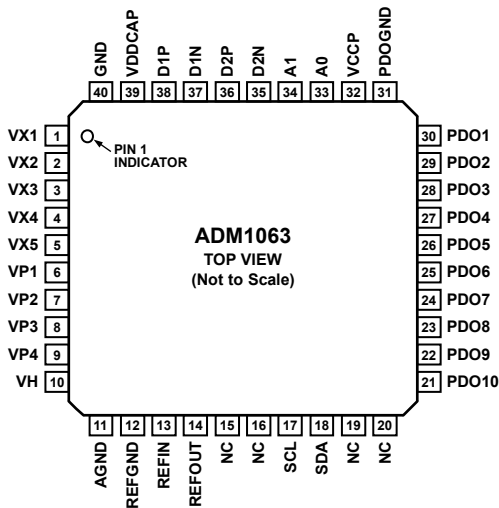 GND
VDDCAP
D1P
D1N
D2P
D2N
A1
A0
VCCP
PDOGND
40 39 38 37 36 35 34 33 32 31
VX1 1
VX2 2
VX3 3
VX4 4
VX5 5
VP1 6
VP2 7
VP3 8
VP4 9
VH 10
PIN 1
INDICATOR
ADM1063
TOP VIEW
(Not to Scale)
30 PDO1
29 PDO2
28 PDO3
27 PDO4
26 PDO5
25 PDO6
24 PDO7
23 PDO8
22 PDO9
21 PDO10
11 12 13 14 15 16 17 18 19 20
AGND
REFGND
REFIN
REFOUT
NC
NC
SCL
SDA
NC
NC